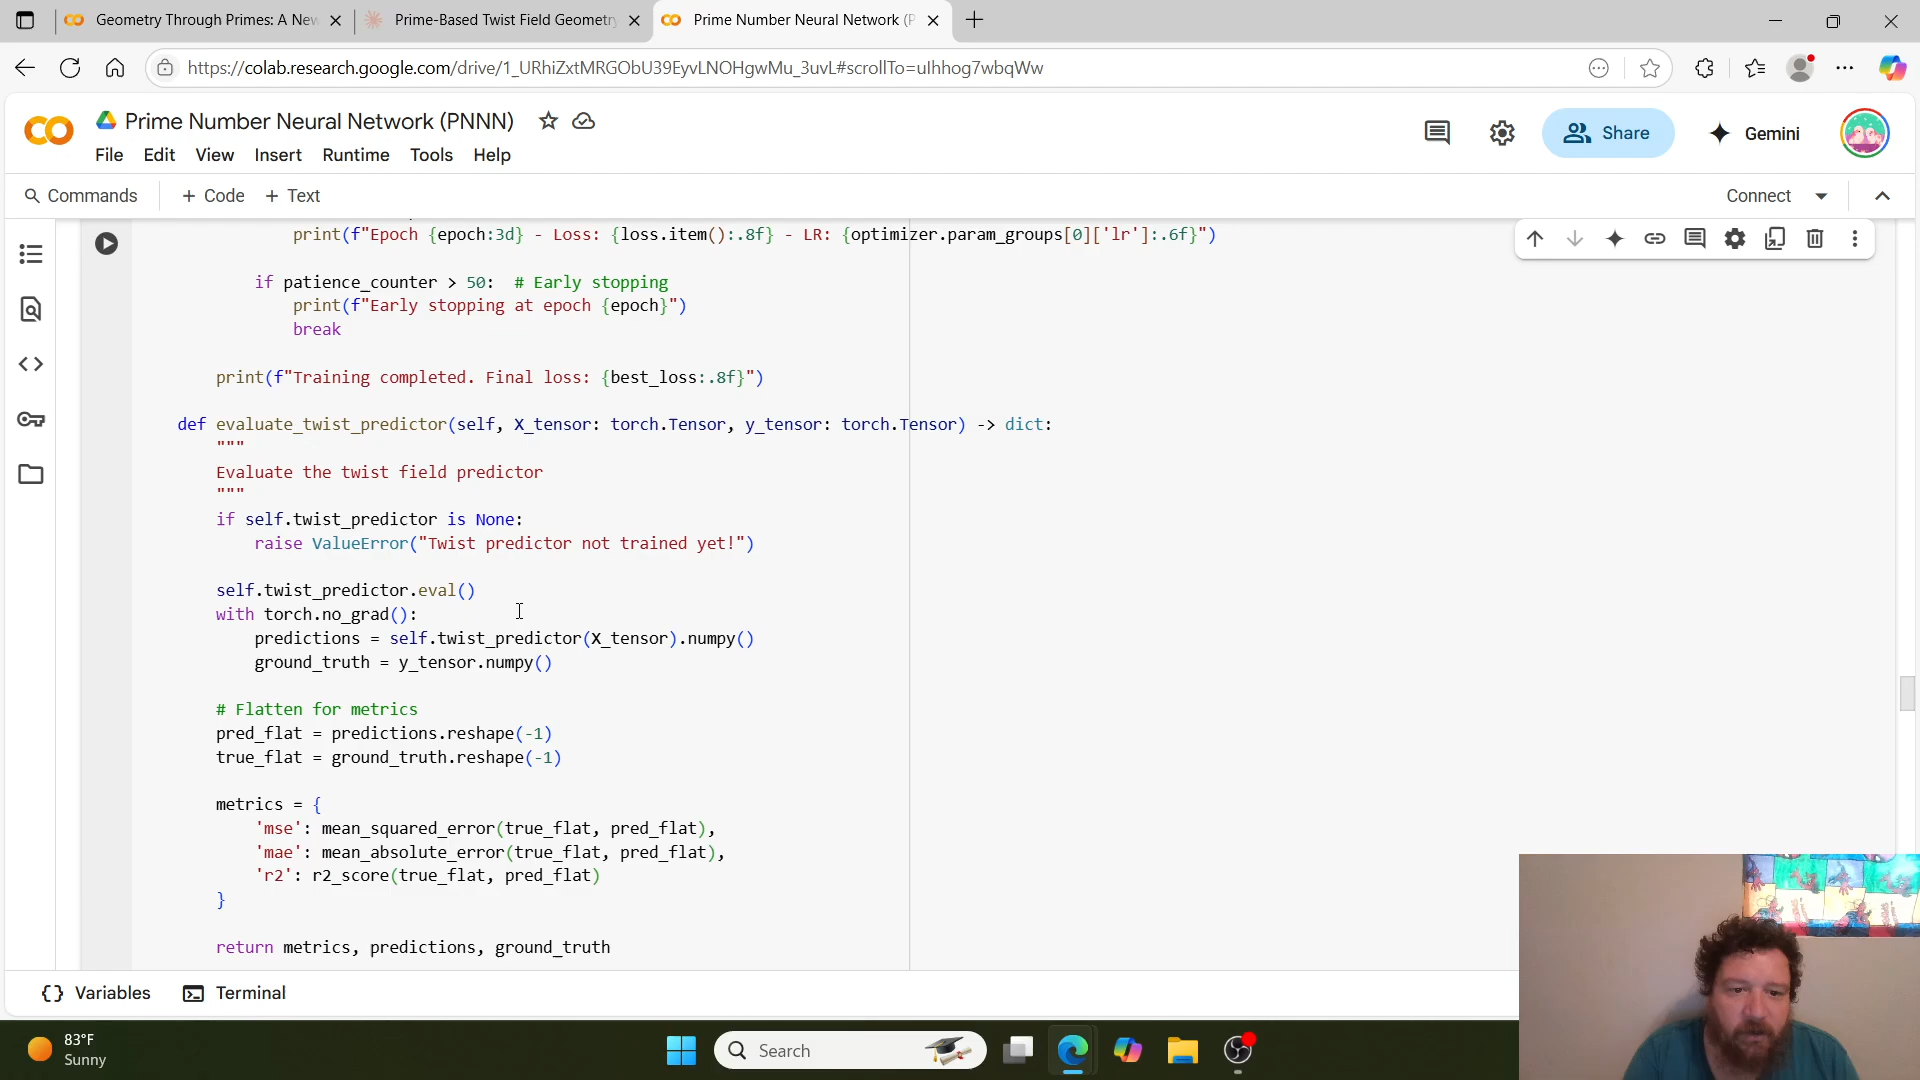 Geometry Through Primes: A New
Prime-Based Twist Field Geometry
Prime Number Neural Network (P
https://colab.research.google.com/drive/1_URhiZxtMRGObU39EyvLNOHgwMu_3uvL#scrollTo=ulhhog7wbqWw
Prime Number Neural Network (PNNN)
Share
Gemini
File Edit View Insert Runtime Tools Help
Commands + Code + Text
Connect
print(f"Epoch {epoch:3d} - Loss: {loss.item():.8f} - LR: {optimizer.param_groups[0]['lr']:.6f}")
if patience_counter > 50: # Early stopping
print(f"Early stopping at epoch {epoch}")
break
print(f"Training completed. Final loss: {best_loss:.8f}")
def evaluate_twist_predictor(self, X_tensor: torch.Tensor, y_tensor: torch.Tensor) -> dict:
"""
Evaluate the twist field predictor
"""
if self.twist_predictor is None:
raise ValueError("Twist predictor not trained yet!")
self.twist_predictor.eval()
with torch.no_grad():
predictions = self.twist_predictor(X_tensor).numpy()
ground_truth = y_tensor.numpy()
# Flatten for metrics
pred_flat = predictions.reshape(-1)
true_flat = ground_truth.reshape(-1)
metrics = {
'mse': mean_squared_error(true_flat, pred_flat),
'mae': mean_absolute_error(true_flat, pred_flat),
'r2': r2_score(true_flat, pred_flat)
}
return metrics, predictions, ground_truth
{} Variables Terminal
83°F
Sunny
Search